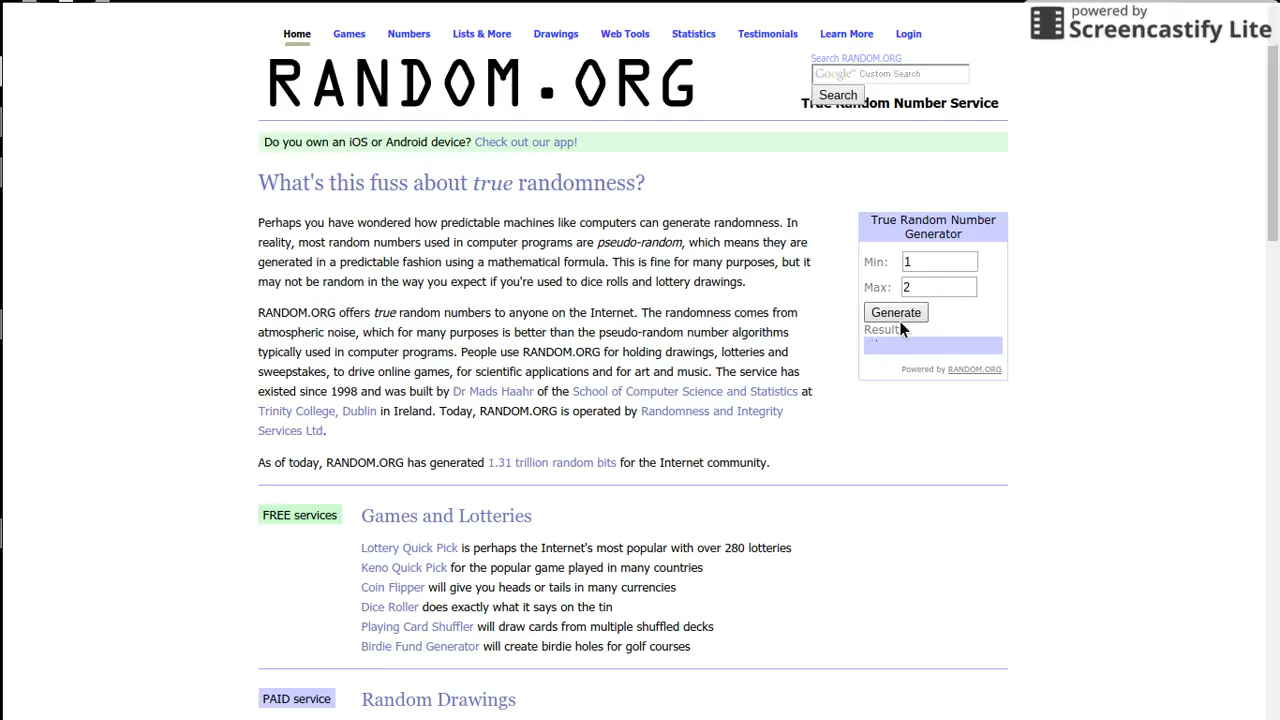 powered by
Screencastify Lite
Home Games Numbers Lists & More Drawings Web Tools Statistics Testimonials Learn More Login
Search RANDOM.ORG
Google™ Custom Search
Search
RANDOM.ORG
True Random Number Service
Do you own an iOS or Android device? Check out our app!
What's this fuss about true randomness?
Perhaps you have wondered how predictable machines like computers can generate randomness. In
reality, most random numbers used in computer programs are pseudo-random, which means they are
generated in a predictable fashion using a mathematical formula. This is fine for many purposes, but it
may not be random in the way you expect if you're used to dice rolls and lottery drawings.
RANDOM.ORG offers true random numbers to anyone on the Internet. The randomness comes from
atmospheric noise, which for many purposes is better than the pseudo-random number algorithms
typically used in computer programs. People use RANDOM.ORG for holding drawings, lotteries and
sweepstakes, to drive online games, for scientific applications and for art and music. The service has
existed since 1998 and was built by Dr Mads Haahr of the School of Computer Science and Statistics at
Trinity College, Dublin in Ireland. Today, RANDOM.ORG is operated by Randomness and Integrity
Services Ltd.
As of today, RANDOM.ORG has generated 1.31 trillion random bits for the Internet community.
True Random Number
Generator
Min: 1
Max: 2
Generate
Result
Powered by RANDOM.ORG
FREE services
Games and Lotteries
Lottery Quick Pick is perhaps the Internet's most popular with over 280 lotteries
Keno Quick Pick for the popular game played in many countries
Coin Flipper will give you heads or tails in many currencies
Dice Roller does exactly what it says on the tin
Playing Card Shuffler will draw cards from multiple shuffled decks
Birdie Fund Generator will create birdie holes for golf courses
PAID service
Random Drawings